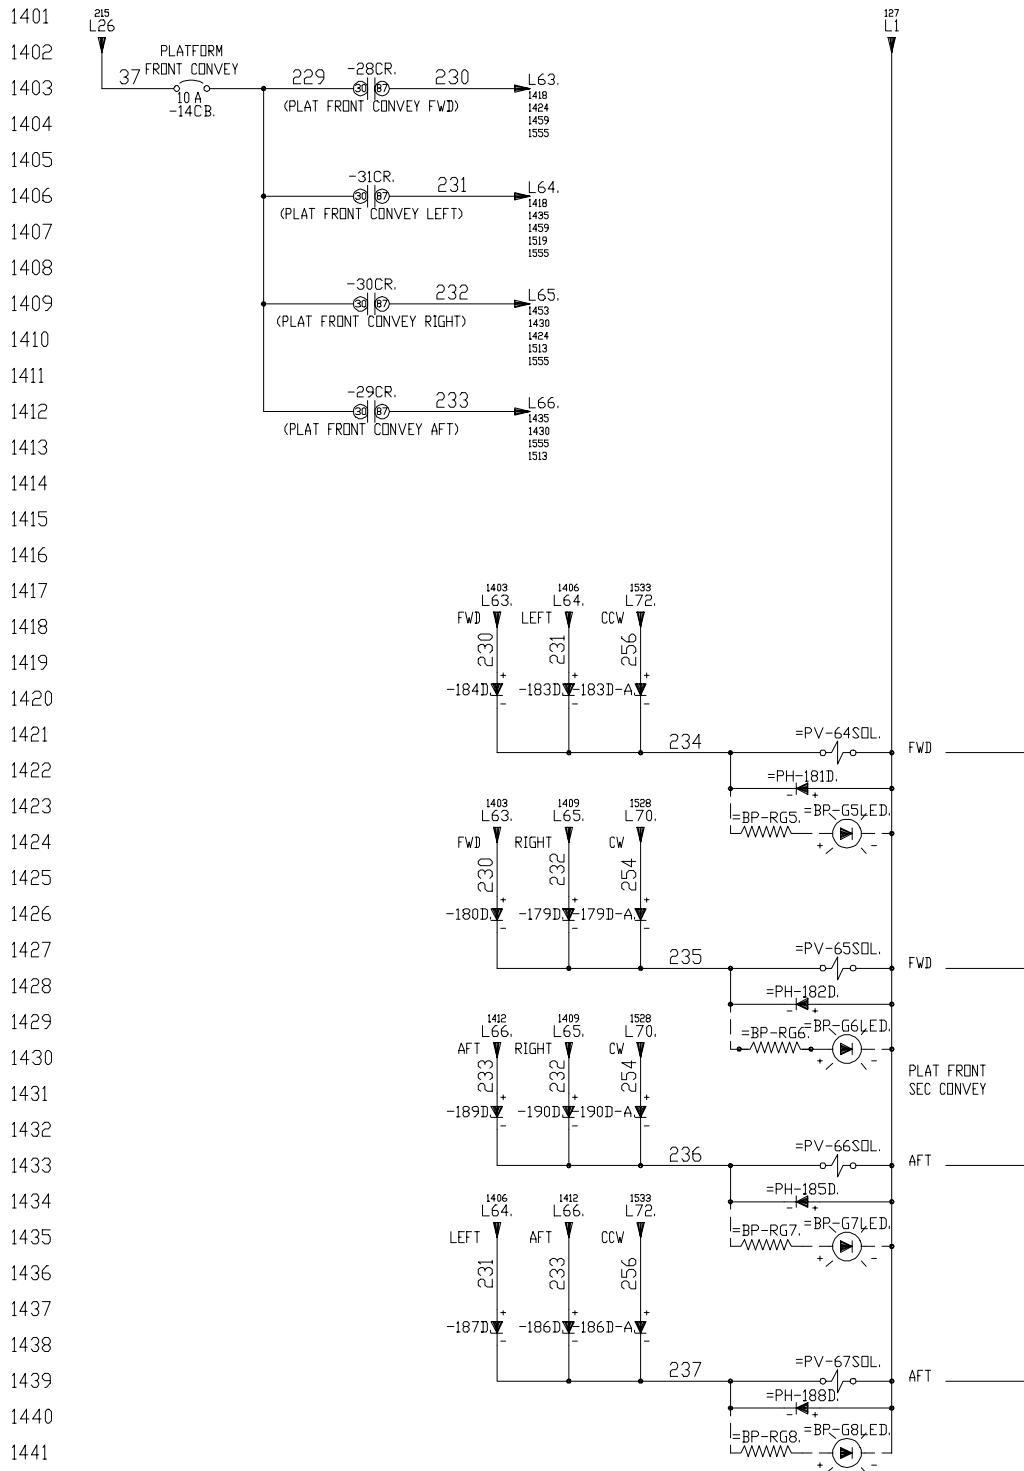 1401
215
L26
127
L1
1402
PLATFORM
FRONT CONVEY
1403
37
10 A
-14CB.
229
-28CR.
30 87
230
(PLAT FRONT CONVEY FWD)
L63.
1418
1424
1459
1555
1404
1405
1406
-31CR.
30 87
231
(PLAT FRONT CONVEY LEFT)
L64.
1418
1435
1459
1519
1555
1407
1408
1409
-30CR.
30 87
232
(PLAT FRONT CONVEY RIGHT)
L65.
1453
1430
1424
1513
1555
1410
1411
1412
-29CR.
30 87
233
(PLAT FRONT CONVEY AFT)
L66.
1435
1430
1555
1513
1413
1414
1415
1416
1417
1403
L63.
1406
L64.
1533
L72.
1418
FWD
LEFT
CCW
1419
230
231
256
1420
+ + +
-184D.
-183D.
-183D-A.
- - -
1421
234
=PV-64SOL.
FWD
1422
=PH-181D.
- +
1423
1403
L63.
1409
L65.
1528
L70.
=BP-RG5.
=BP-G5LED.
+ -
1424
FWD
RIGHT
CW
1425
230
232
254
1426
+ + +
-180D.
-179D.
-179D-A.
- - -
1427
235
=PV-65SOL.
FWD
1428
=PH-182D.
- +
1429
1412
L66.
1409
L65.
1528
L70.
=BP-RG6.
=BP-G6LED.
+ -
1430
AFT
RIGHT
CW
PLAT FRONT
SEC CONVEY
1431
233
232
254
+ + +
-189D.
-190D.
-190D-A.
- - -
1432
1433
236
=PV-66SOL.
AFT
1434
=PH-185D.
- +
1406
L64.
1412
L66.
1533
L72.
1435
LEFT
AFT
CCW
=BP-RG7.
=BP-G7LED.
+ -
1436
231
233
256
1437
+ + +
-187D.
-186D.
-186D-A.
- - -
1438
1439
237
=PV-67SOL.
AFT
1440
=PH-188D.
- +
1441
=BP-RG8.
=BP-G8LED.
+ -